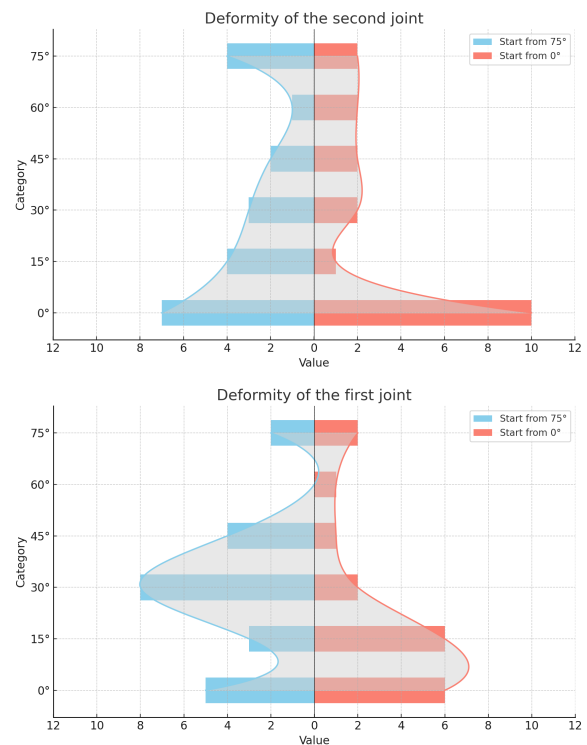 Deformity of the second joint
Start from 75°
Start from 0°
75°
60°
45°
30°
15°
0°
Category
12 10 8 6 4 2 0 2 4 6 8 10 12
Value
Deformity of the first joint
Start from 75°
Start from 0°
75°
60°
45°
30°
15°
0°
Category
12 10 8 6 4 2 0 2 4 6 8 10 12
Value